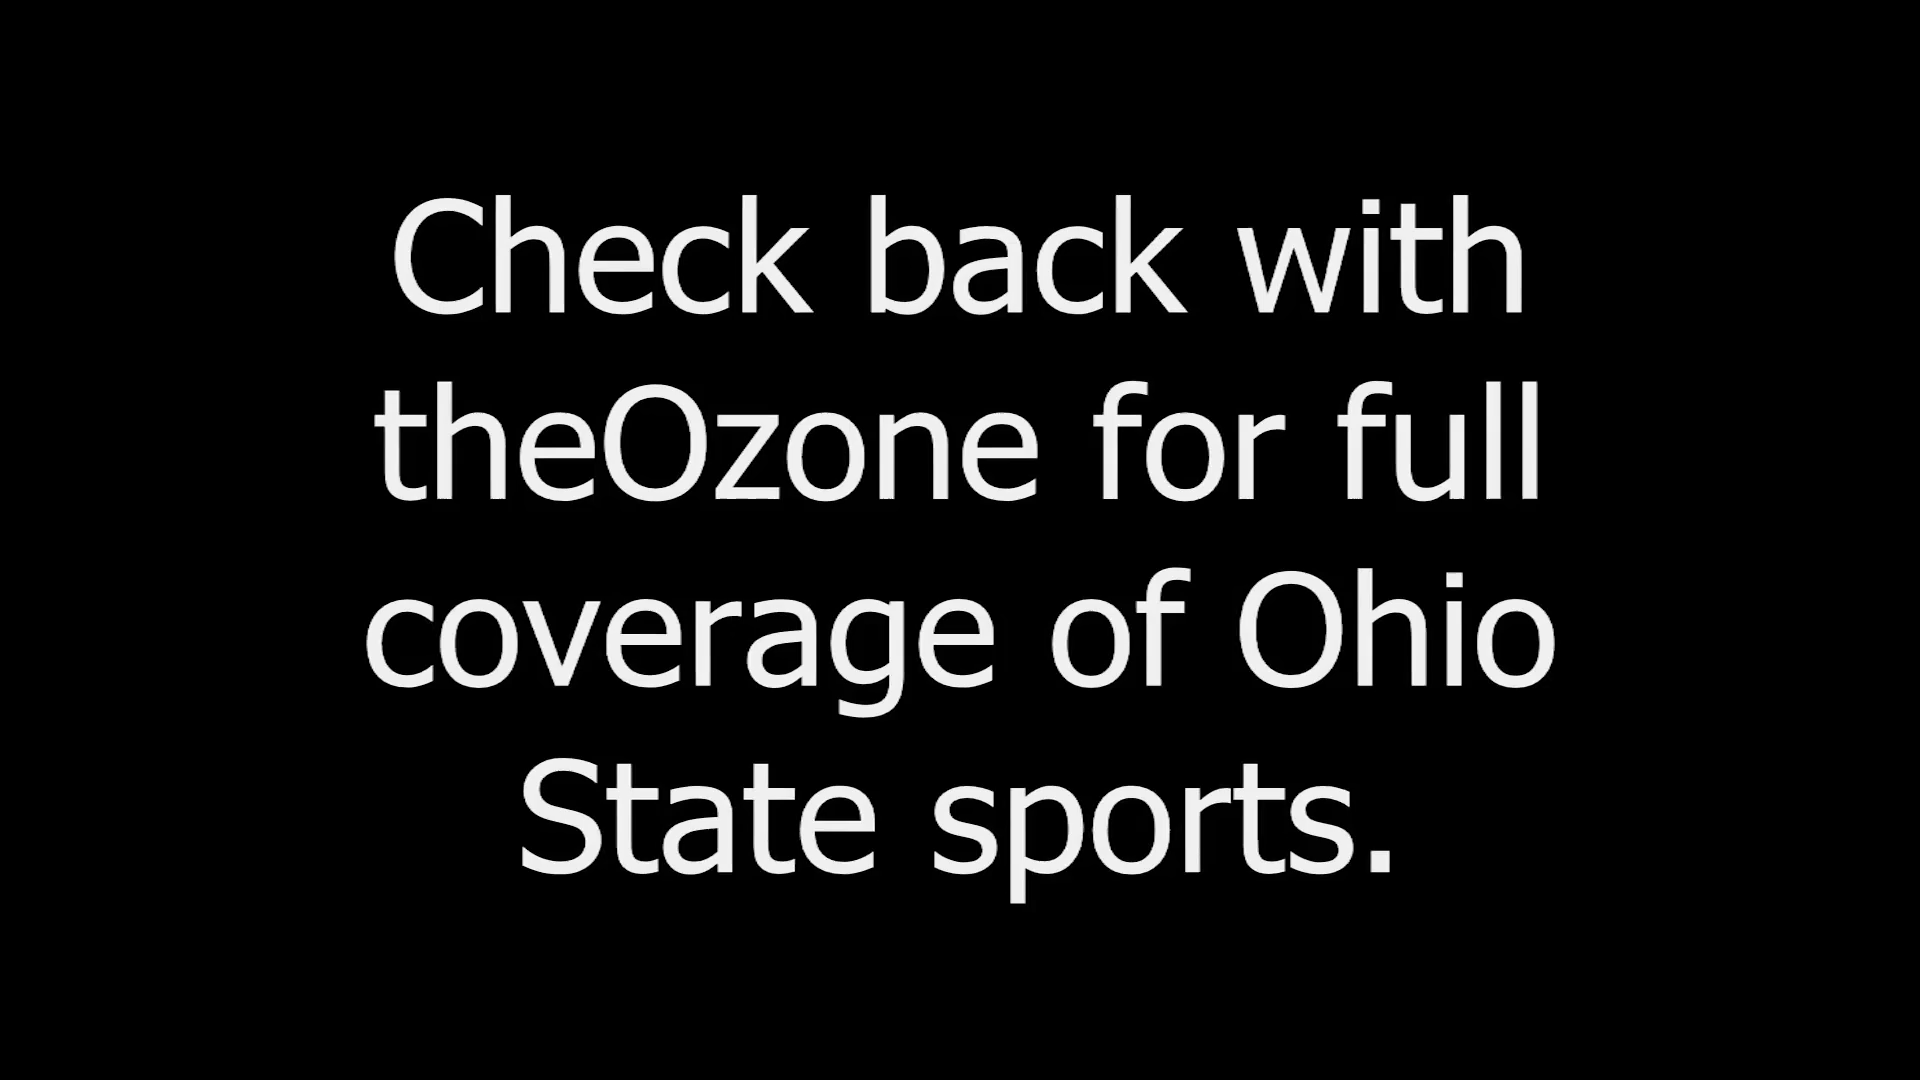 Check back with
theOzone for full
coverage of Ohio
State sports.